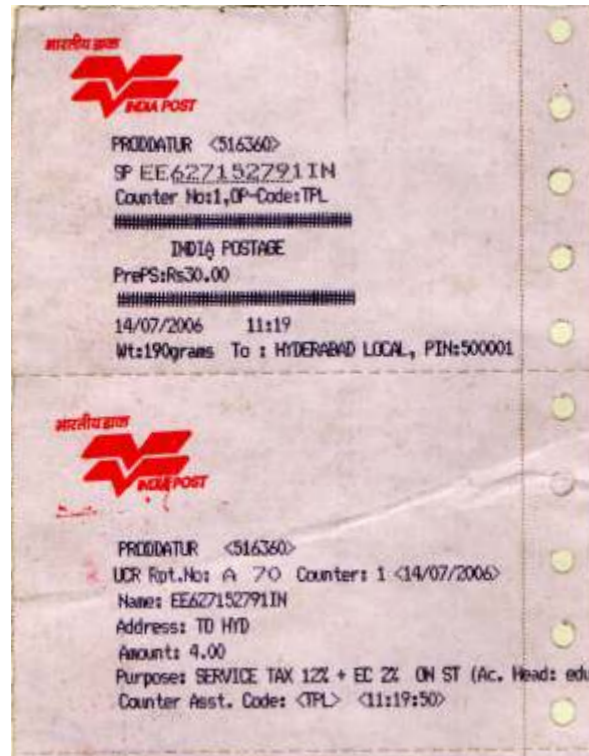 भारतीय डाक
INDIA POST
PRODDATUR <516360>
SP EE627152791IN
Counter No:1,OP-Code:TPL
INDIA POSTAGE
PrePS:Rs30.00
14/07/2006 11:19
Wt:190grams To : HYDERABAD LOCAL, PIN:500001
भारतीय डाक
INDIA POST
PRODDATUR <516360>
UCR Rpt.No: A 70 Counter: 1 <14/07/2006>
Name: EE627152791IN
Address: TO HYD
Amount: 4.00
Purpose: SERVICE TAX 12% + EC 2% ON ST (Ac. Head: edu
Counter Asst. Code: <TPL> <11:19:50>